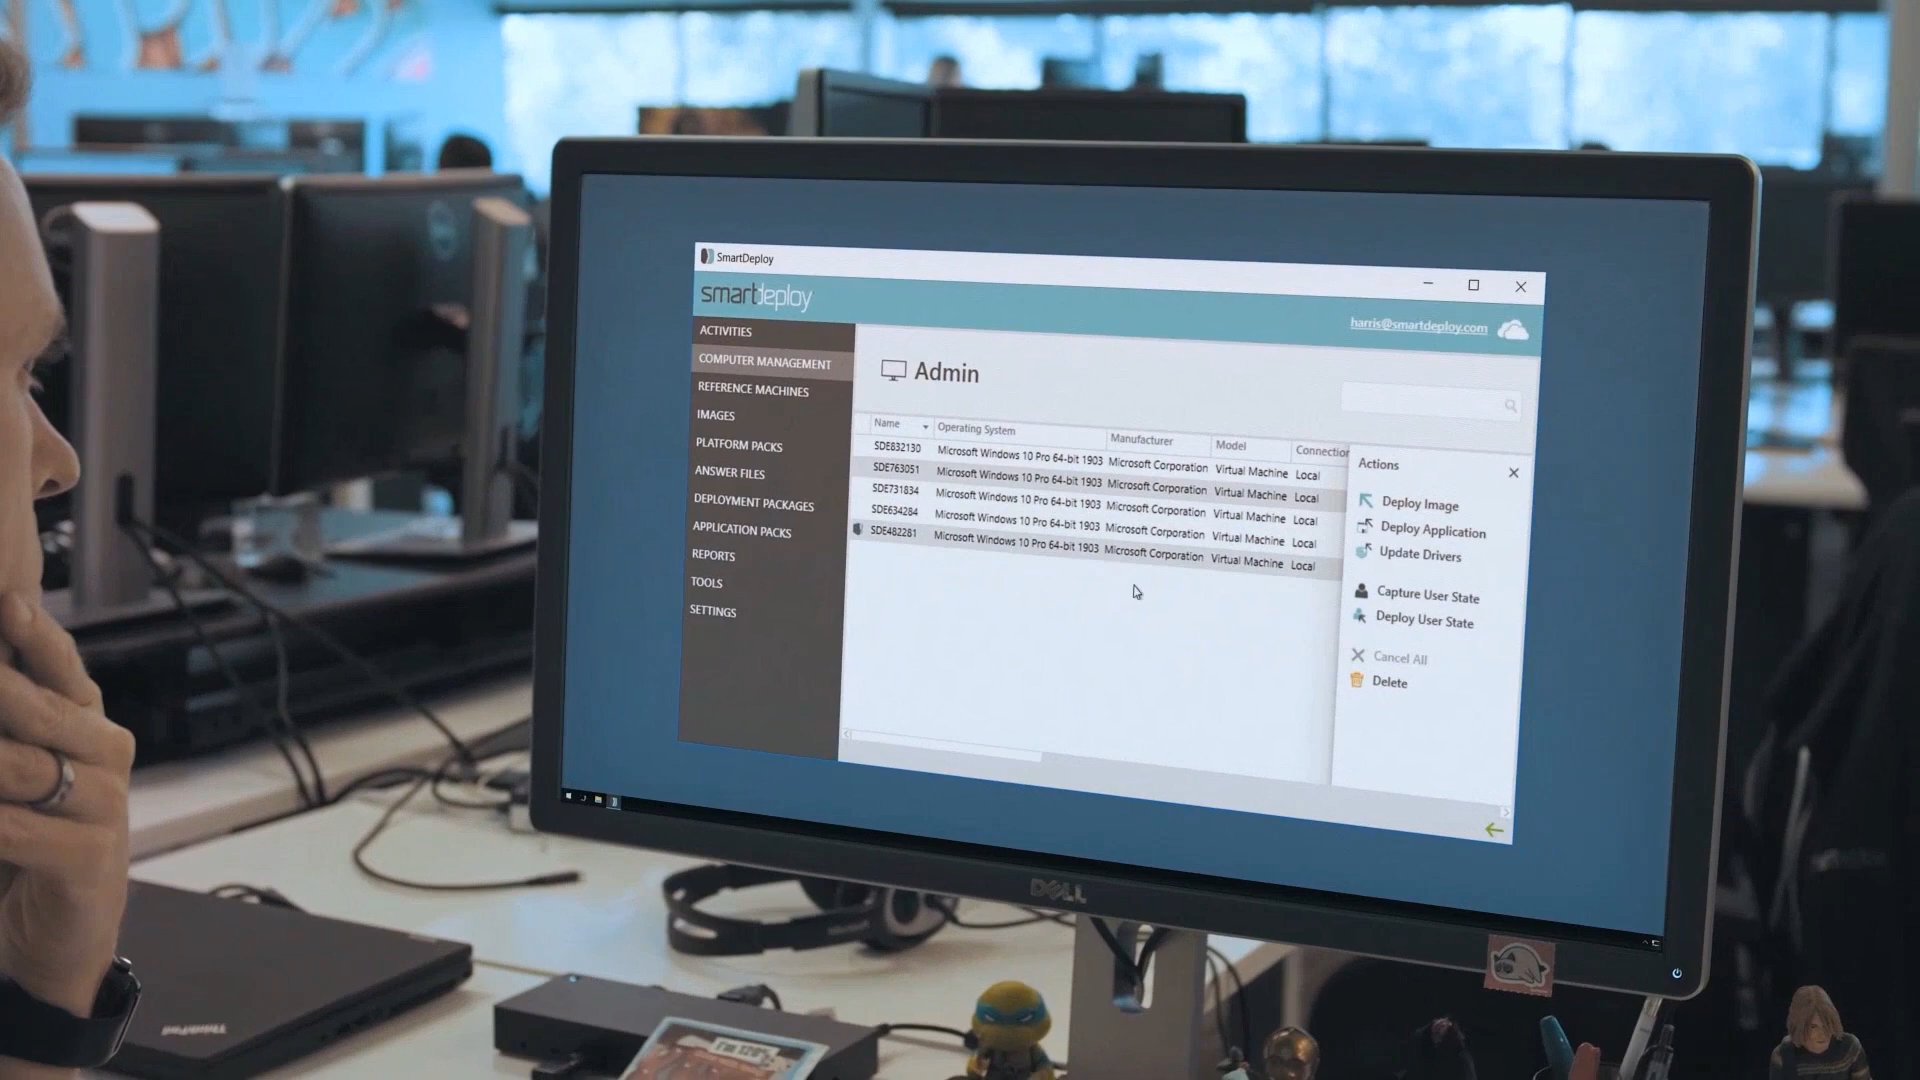 SmartDeploy
smartdeploy
harris@smartdeploy.com
ACTIVITIES
COMPUTER MANAGEMENT
REFERENCE MACHINES
IMAGES
PLATFORM PACKS
ANSWER FILES
DEPLOYMENT PACKAGES
APPLICATION PACKS
REPORTS
TOOLS
SETTINGS
Admin
Name Operating System Manufacturer Model Connection
SDE832130 Microsoft Windows 10 Pro 64-bit 1903 Microsoft Corporation Virtual Machine Local
SDE763051 Microsoft Windows 10 Pro 64-bit 1903 Microsoft Corporation Virtual Machine Local
SDE731834 Microsoft Windows 10 Pro 64-bit 1903 Microsoft Corporation Virtual Machine Local
SDE634284 Microsoft Windows 10 Pro 64-bit 1903 Microsoft Corporation Virtual Machine Local
SDE482281 Microsoft Windows 10 Pro 64-bit 1903 Microsoft Corporation Virtual Machine Local
Actions
Deploy Image
Deploy Application
Update Drivers
Capture User State
Deploy User State
Cancel All
Delete
DELL
ThinkPad